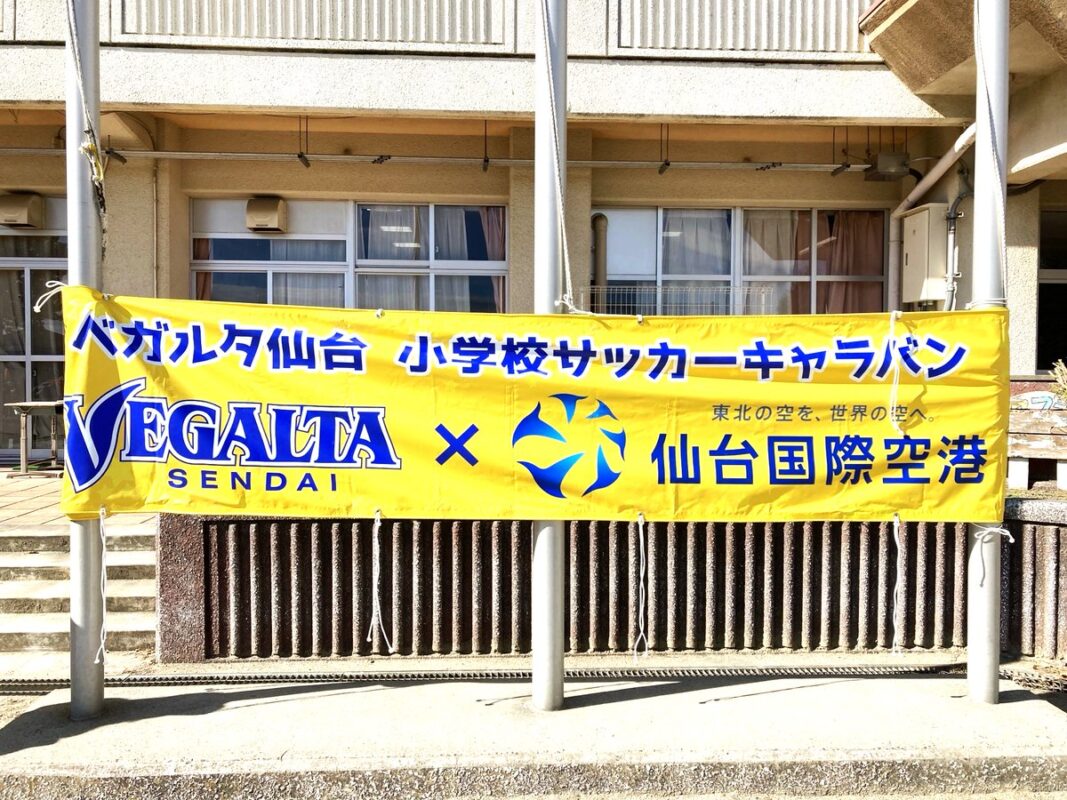 ベガルタ仙台 小学校サッカーキャラバン
VEGALTA
SENDAI
×
東北の空を、世界の空へ。
仙台国際空港